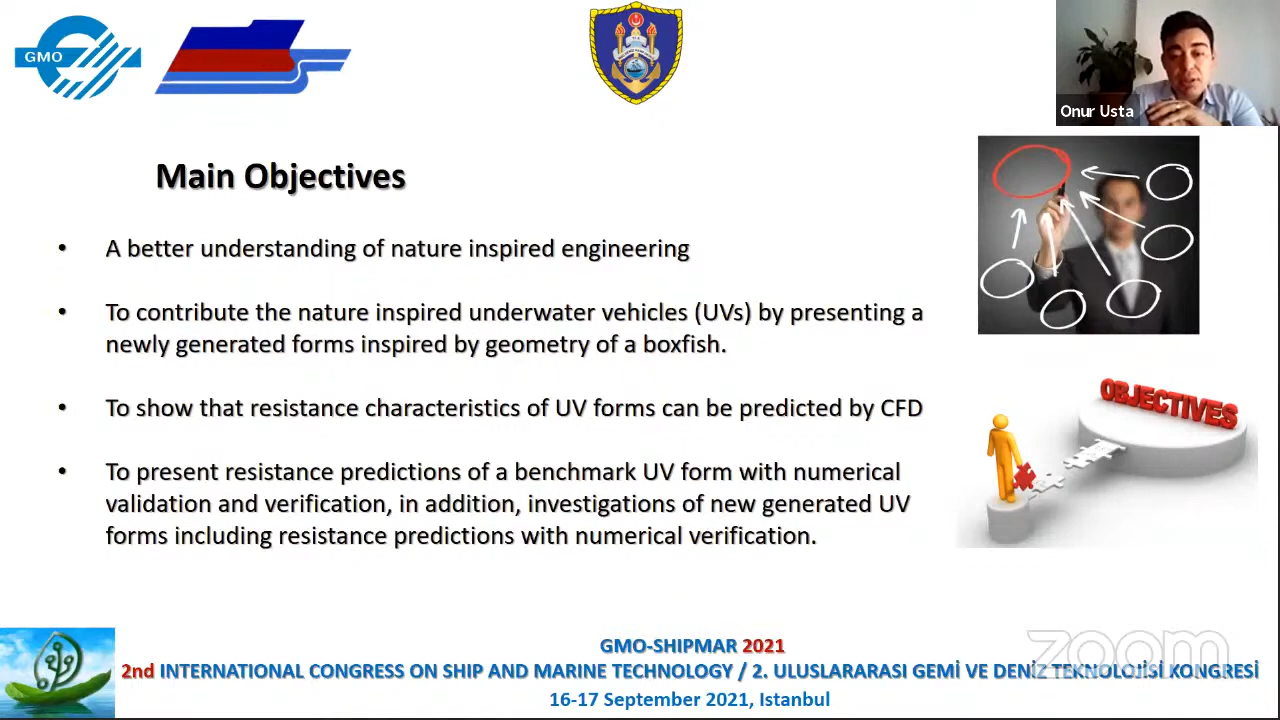 GMO
Onur Usta
Main Objectives
• A better understanding of nature inspired engineering
• To contribute the nature inspired underwater vehicles (UVs) by presenting a
newly generated forms inspired by geometry of a boxfish.
• To show that resistance characteristics of UV forms can be predicted by CFD
• To present resistance predictions of a benchmark UV form with numerical
validation and verification, in addition, investigations of new generated UV
forms including resistance predictions with numerical verification.
OBJECTIVES
GMO-SHIPMAR 2021
2nd INTERNATIONAL CONGRESS ON SHIP AND MARINE TECHNOLOGY / 2. ULUSLARARASI GEMİ VE DENİZ TEKNOLOJİSİ KONGRESİ
16-17 September 2021, Istanbul
zoom